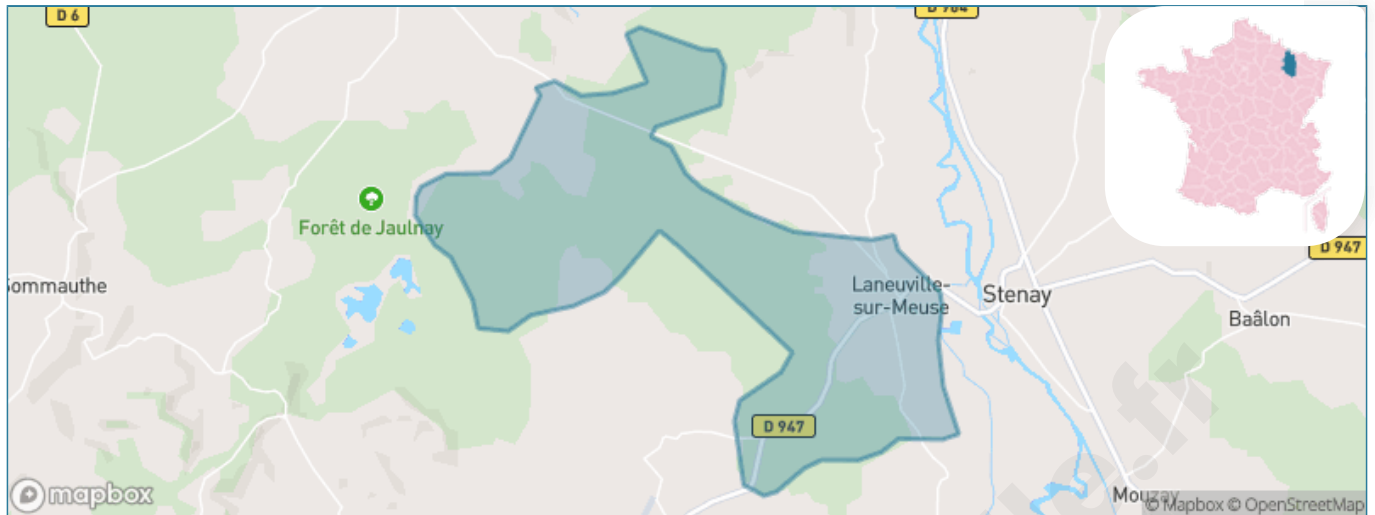 D 6
D 964
Forêt de Jaulnay
Sommauthe
Laneuville-
sur-Meuse
Stenay
D 947
Baâlon
D 947
Mouzay
mapbox
© Mapbox © OpenStreetMap